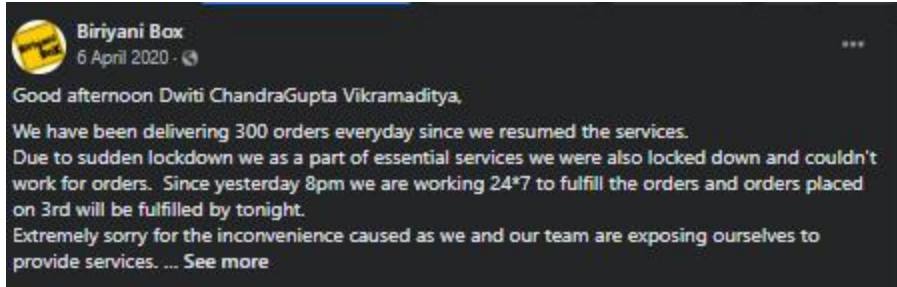 Biriyani Box
6 April 2020 ·
Good afternoon Dwiti ChandraGupta Vikramaditya,
We have been delivering 300 orders everyday since we resumed the services.
Due to sudden lockdown we as a part of essential services we were also locked down and couldn't
work for orders.  Since yesterday 8pm we are working 24*7 to fulfill the orders and orders placed
on 3rd will be fulfilled by tonight.
Extremely sorry for the inconvenience caused as we and our team are exposing ourselves to
provide services. ... See more